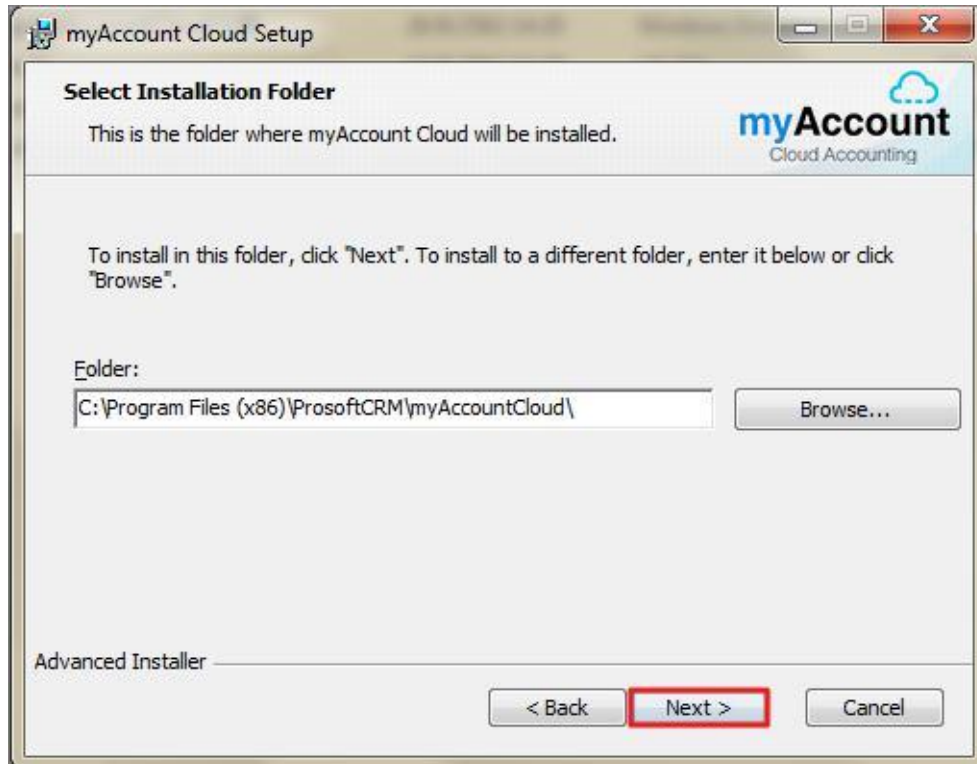 myAccount Cloud Setup
Select Installation Folder
This is the folder where myAccount Cloud will be installed.
myAccount
Cloud Accounting
To install in this folder, click "Next". To install to a different folder, enter it below or click
"Browse".
Folder:
C:\Program Files (x86)\ProsoftCRM\myAccountCloud\
Browse...
Advanced Installer
< Back
Next >
Cancel